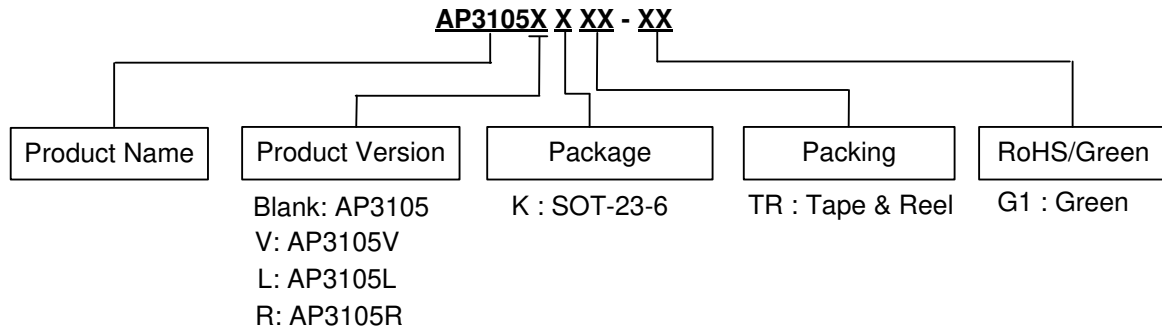 AP3105X X XX - XX
Product Name
Product Version
Package
Packing
RoHS/Green
Blank: AP3105
V: AP3105V
L: AP3105L
R: AP3105R
K : SOT-23-6
TR : Tape & Reel
G1 : Green